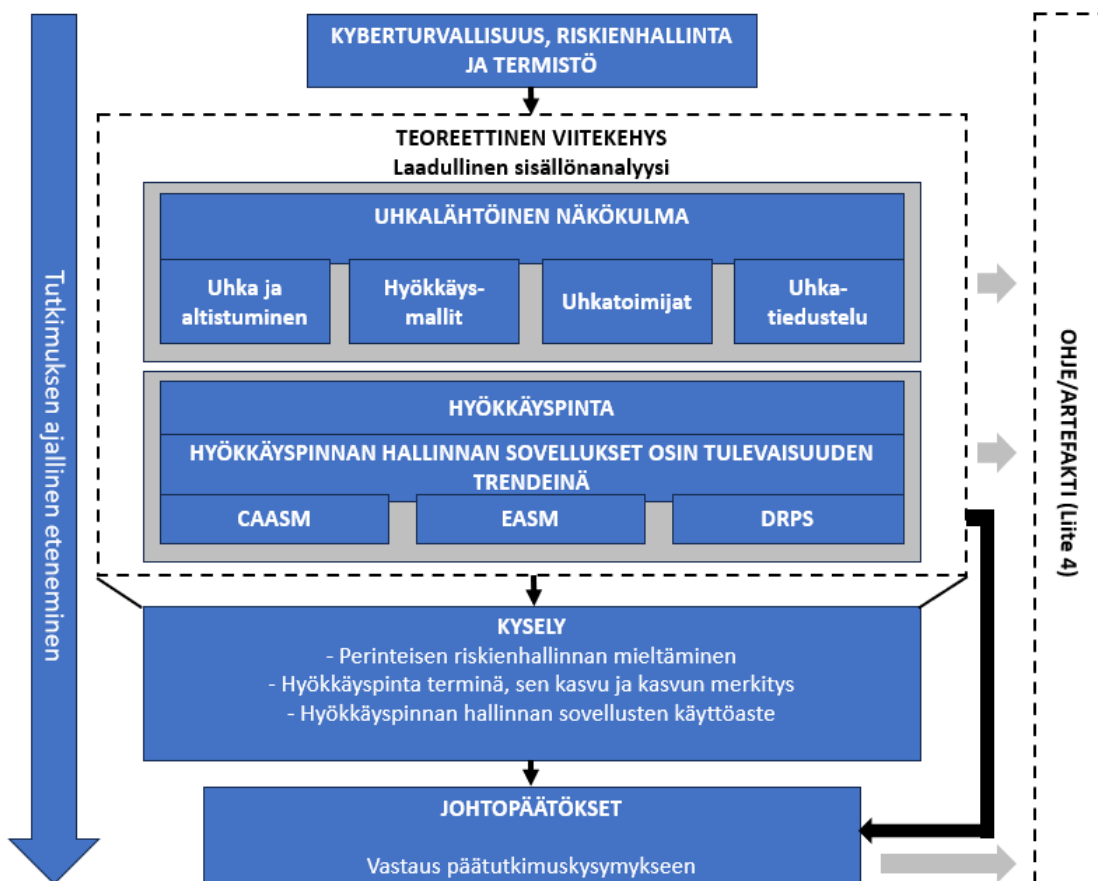 KYBERTURVALLISUUS, RISKIENHALLINTA
JA TERMISTÖ
TEOREETTINEN VIITEKEHYS
Laadullinen sisällönanalyysi
UHKALÄHTÖINEN NÄKÖKULMA
Uhka ja
altistuminen
Hyökkäys-
mallit
Uhkatoimijat
Uhka-
tiedustelu
HYÖKKÄYSPINTA
HYÖKKÄYSPINNAN HALLINNAN SOVELLUKSET OSIN TULEVAISUUDEN
TRENDEINÄ
CAASM
EASM
DRPS
KYSELY
- Perinteisen riskienhallinnan mieltäminen
- Hyökkäyspinta terminä, sen kasvu ja kasvun merkitys
- Hyökkäyspinnan hallinnan sovellusten käyttöaste
JOHTOPÄÄTÖKSET
Vastaus päätutkimuskysymykseen
Tutkimuksen ajallinen eteneminen
OHJE/ARTEFAKTI (Liite 4)